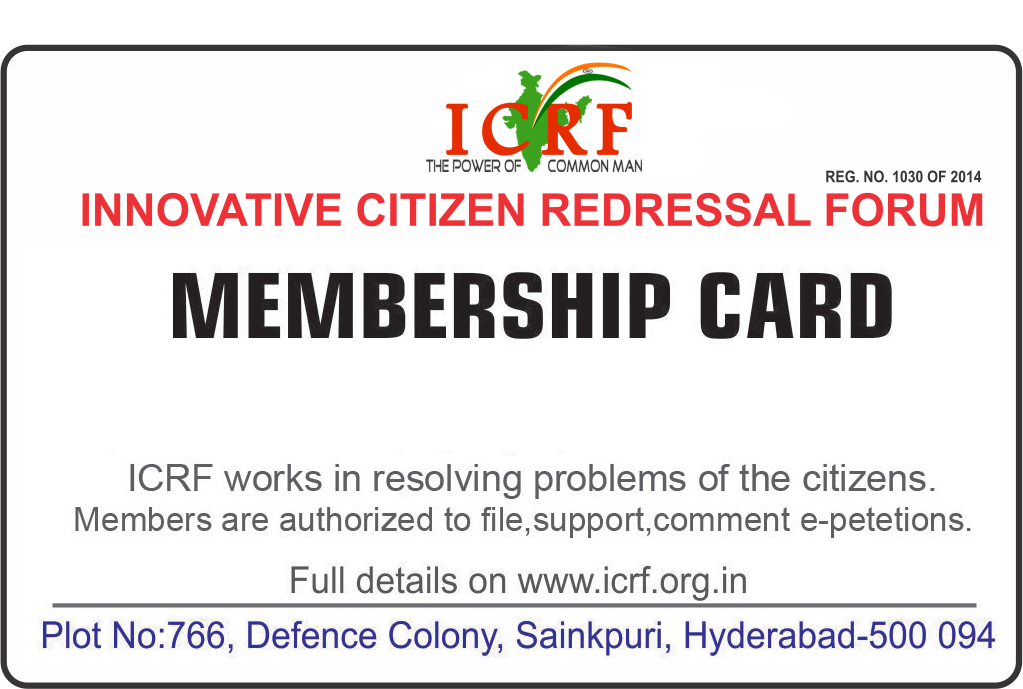 ICRF
THE POWER OF COMMON MAN
REG. NO. 1030 OF 2014
INNOVATIVE CITIZEN REDRESSAL FORUM
MEMBERSHIP CARD
ICRF works in resolving problems of the citizens.
Members are authorized to file,support,comment e-petetions.
Full details on www.icrf.org.in
Plot No:766, Defence Colony, Sainkpuri, Hyderabad-500 094